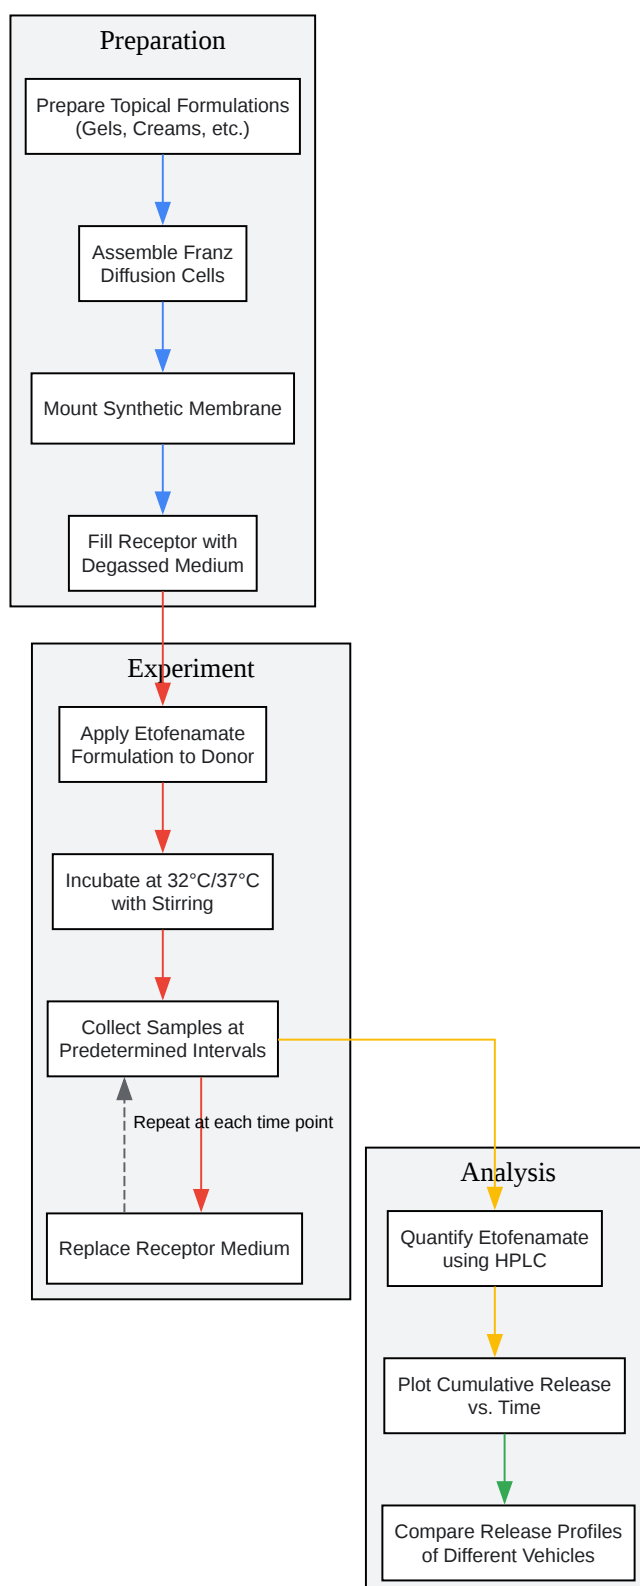 Preparation
Prepare Topical Formulations
(Gels, Creams, etc.)
Assemble Franz
Diffusion Cells
Mount Synthetic Membrane
Fill Receptor with
Degassed Medium
Experiment
Apply Etofenamate
Formulation to Donor
Incubate at 32°C/37°C
with Stirring
Collect Samples at
Predetermined Intervals
Repeat at each time point
Replace Receptor Medium
Analysis
Quantify Etofenamate
using HPLC
Plot Cumulative Release
vs. Time
Compare Release Profiles
of Different Vehicles